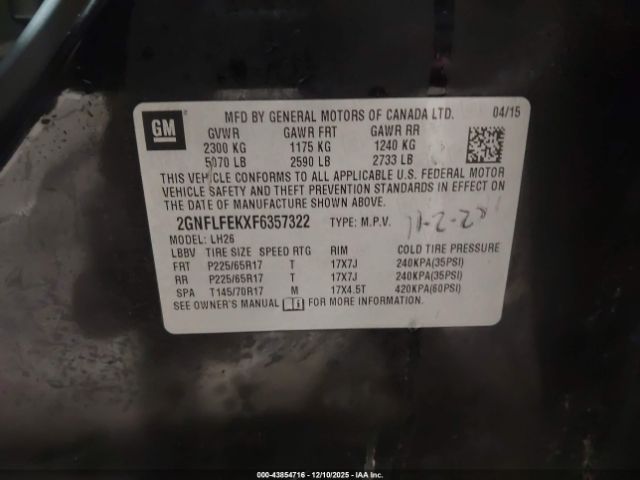 GM
MFD BY GENERAL MOTORS OF CANADA LTD. 04/15
GVWR GAWR FRT GAWR RR
2300 KG 1175 KG 1240 KG
5070 LB 2590 LB 2733 LB
THIS VEHICLE CONFORMS TO ALL APPLICABLE U.S. FEDERAL MOTOR
VEHICLE SAFETY AND THEFT PREVENTION STANDARDS IN EFFECT ON
THE DATE OF MANUFACTURE SHOWN ABOVE.
2GNFLFEKXF6357322 TYPE: M.P.V.
MODEL: LH26
LBBV TIRE SIZE SPEED RTG RIM COLD TIRE PRESSURE
FRT P225/65R17 T 17X7J 240KPA(35PSI)
RR P225/65R17 T 17X7J 240KPA(35PSI)
SPA T145/70R17 M 17X4.5T 420KPA(60PSI)
SEE OWNER'S MANUAL FOR MORE INFORMATION.
000-43854716 - 12/10/2025 - IAA Inc.